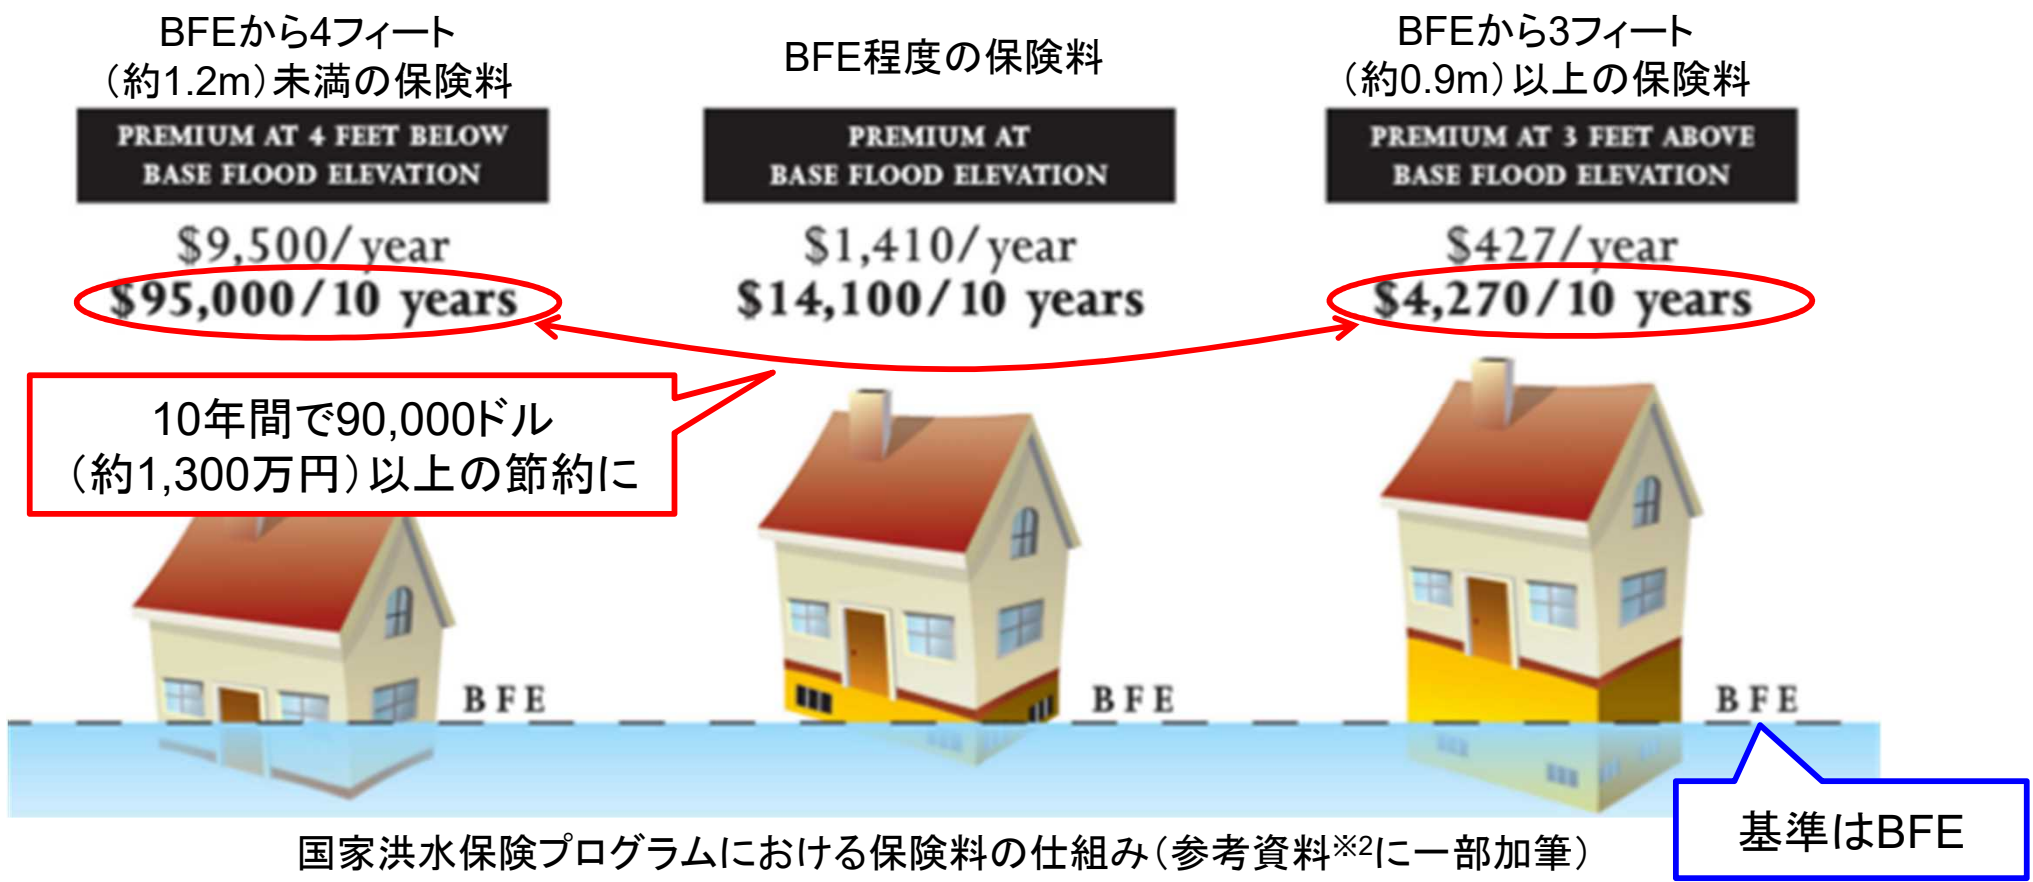 BFEから4フィート
（約1.2m）未満の保険料
PREMIUM AT 4 FEET BELOW
BASE FLOOD ELEVATION
$9,500/year
$95,000/10 years
BFE程度の保険料
PREMIUM AT
BASE FLOOD ELEVATION
$1,410/year
$14,100/10 years
BFEから3フィート
（約0.9m）以上の保険料
PREMIUM AT 3 FEET ABOVE
BASE FLOOD ELEVATION
$427/year
$4,270/10 years
10年間で90,000ドル
（約1,300万円）以上の節約に
BFE
BFE
BFE
基準はBFE
国家洪水保険プログラムにおける保険料の仕組み（参考資料※2に一部加筆）